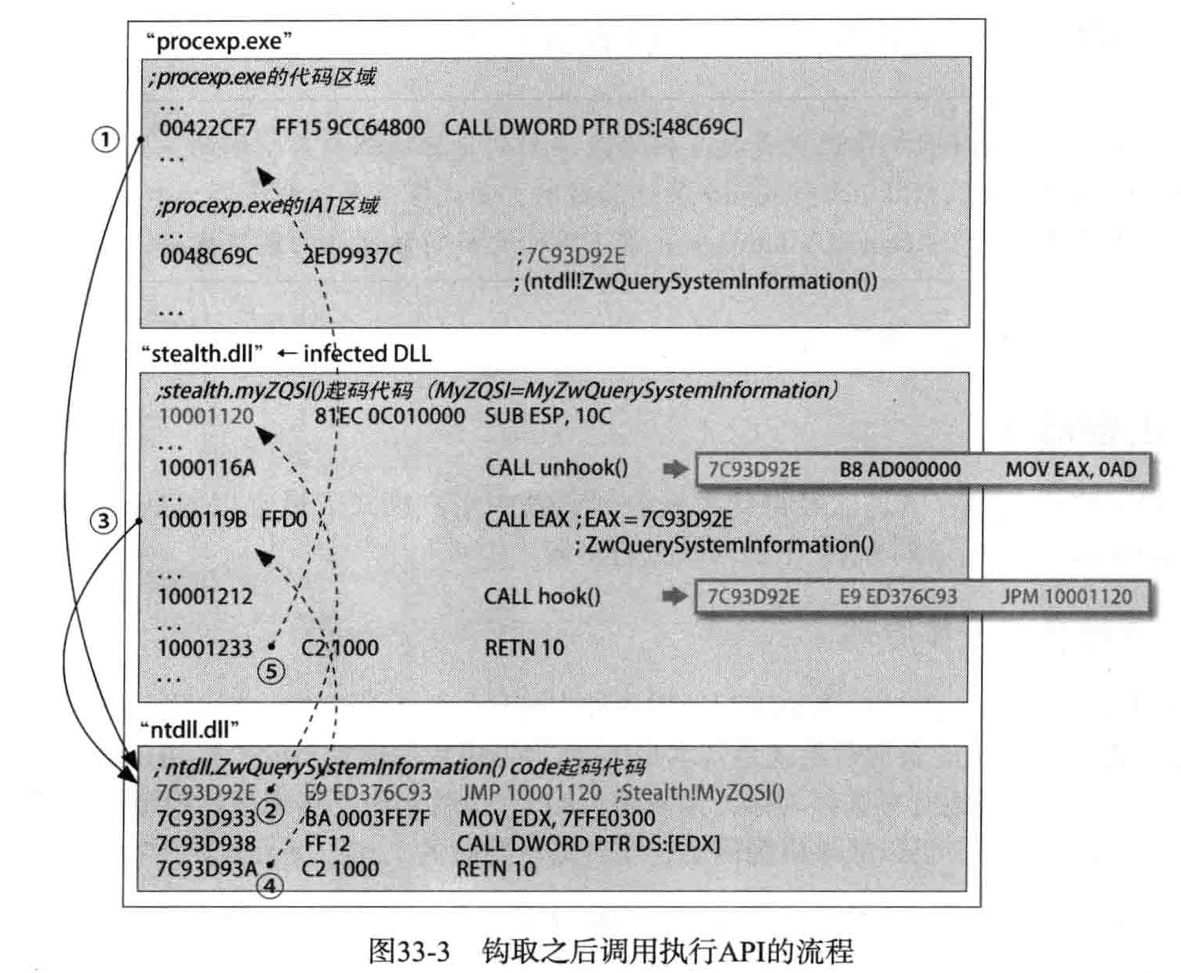 “procexp.exe”
;procexp.exe的代码区域
...
① 00422CF7 FF15 9CC64800 CALL DWORD PTR DS:[48C69C]
...
;procexp.exe的IAT区域
...
0048C69C 2ED9937C ;7C93D92E
;(ntdll!ZwQuerySystemInformation())
...
“stealth.dll” ← infected DLL
;stealth.myZQSI()起码代码（MyZQSI=MyZwQuerySystemInformation）
10001120 81EC 0C010000 SUB ESP, 10C
...
1000116A CALL unhook() 7C93D92E B8 AD000000 MOV EAX, 0AD
...
③ 1000119B FFD0 CALL EAX ; EAX = 7C93D92E
; ZwQuerySystemInformation()
...
10001212 CALL hook() 7C93D92E E9 ED376C93 JPM 10001120
...
10001233 C2 1000 RETN 10
⑤
...
“ntdll.dll”
; ntdll.ZwQuerySystemInformation() code起码代码
7C93D92E E9 ED376C93 JMP 10001120 ;Stealth!MyZQSI()
②
7C93D933 BA 0003FE7F MOV EDX, 7FFE0300
7C93D938 FF12 CALL DWORD PTR DS:[EDX]
7C93D93A C2 1000 RETN 10
④
图33-3 钩取之后调用执行API的流程